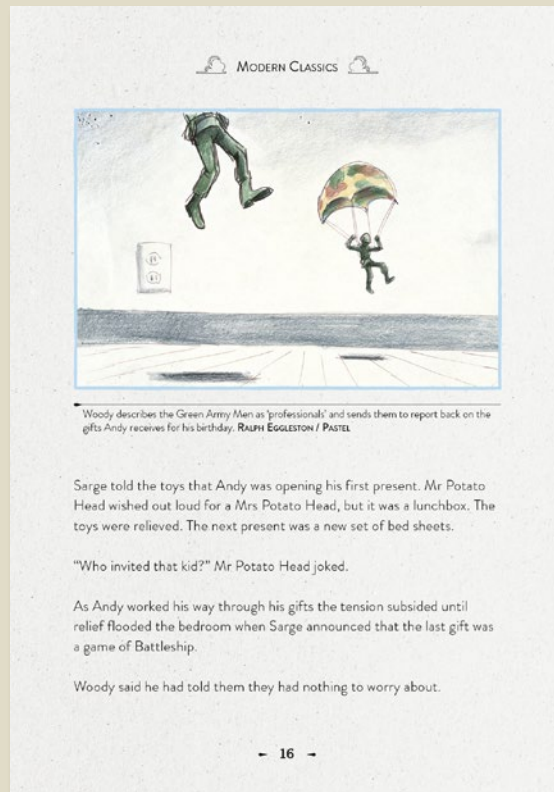 MODERN CLASSICS
Woody describes the Green Army Men as 'professionals' and sends them to report back on the
gifts Andy receives for his birthday. RALPH EGGLESTON / PASTEL
Sarge told the toys that Andy was opening his first present. Mr Potato
Head wished out loud for a Mrs Potato Head, but it was a lunchbox. The
toys were relieved. The next present was a new set of bed sheets.
"Who invited that kid?" Mr Potato Head joked.
As Andy worked his way through his gifts the tension subsided until
relief flooded the bedroom when Sarge announced that the last gift was
a game of Battleship.
Woody said he had told them they had nothing to worry about.
16